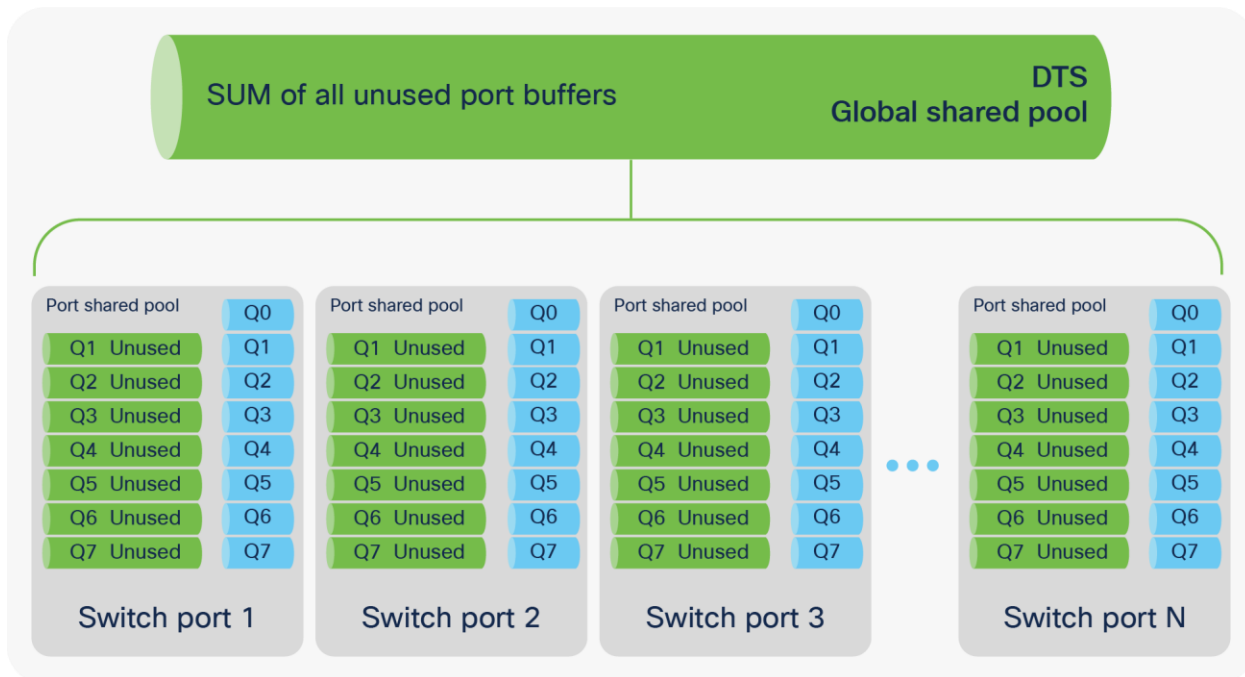 SUM of all unused port buffers
DTS
Global shared pool
Port shared pool
Q0
Q1 Unused
Q1
Q2 Unused
Q2
Q3 Unused
Q3
Q4 Unused
Q4
Q5 Unused
Q5
Q6 Unused
Q6
Q7 Unused
Q7
Switch port 1
Port shared pool
Q0
Q1 Unused
Q1
Q2 Unused
Q2
Q3 Unused
Q3
Q4 Unused
Q4
Q5 Unused
Q5
Q6 Unused
Q6
Q7 Unused
Q7
Switch port 2
Port shared pool
Q0
Q1 Unused
Q1
Q2 Unused
Q2
Q3 Unused
Q3
Q4 Unused
Q4
Q5 Unused
Q5
Q6 Unused
Q6
Q7 Unused
Q7
Switch port 3
Port shared pool
Q0
Q1 Unused
Q1
Q2 Unused
Q2
Q3 Unused
Q3
Q4 Unused
Q4
Q5 Unused
Q5
Q6 Unused
Q6
Q7 Unused
Q7
Switch port N